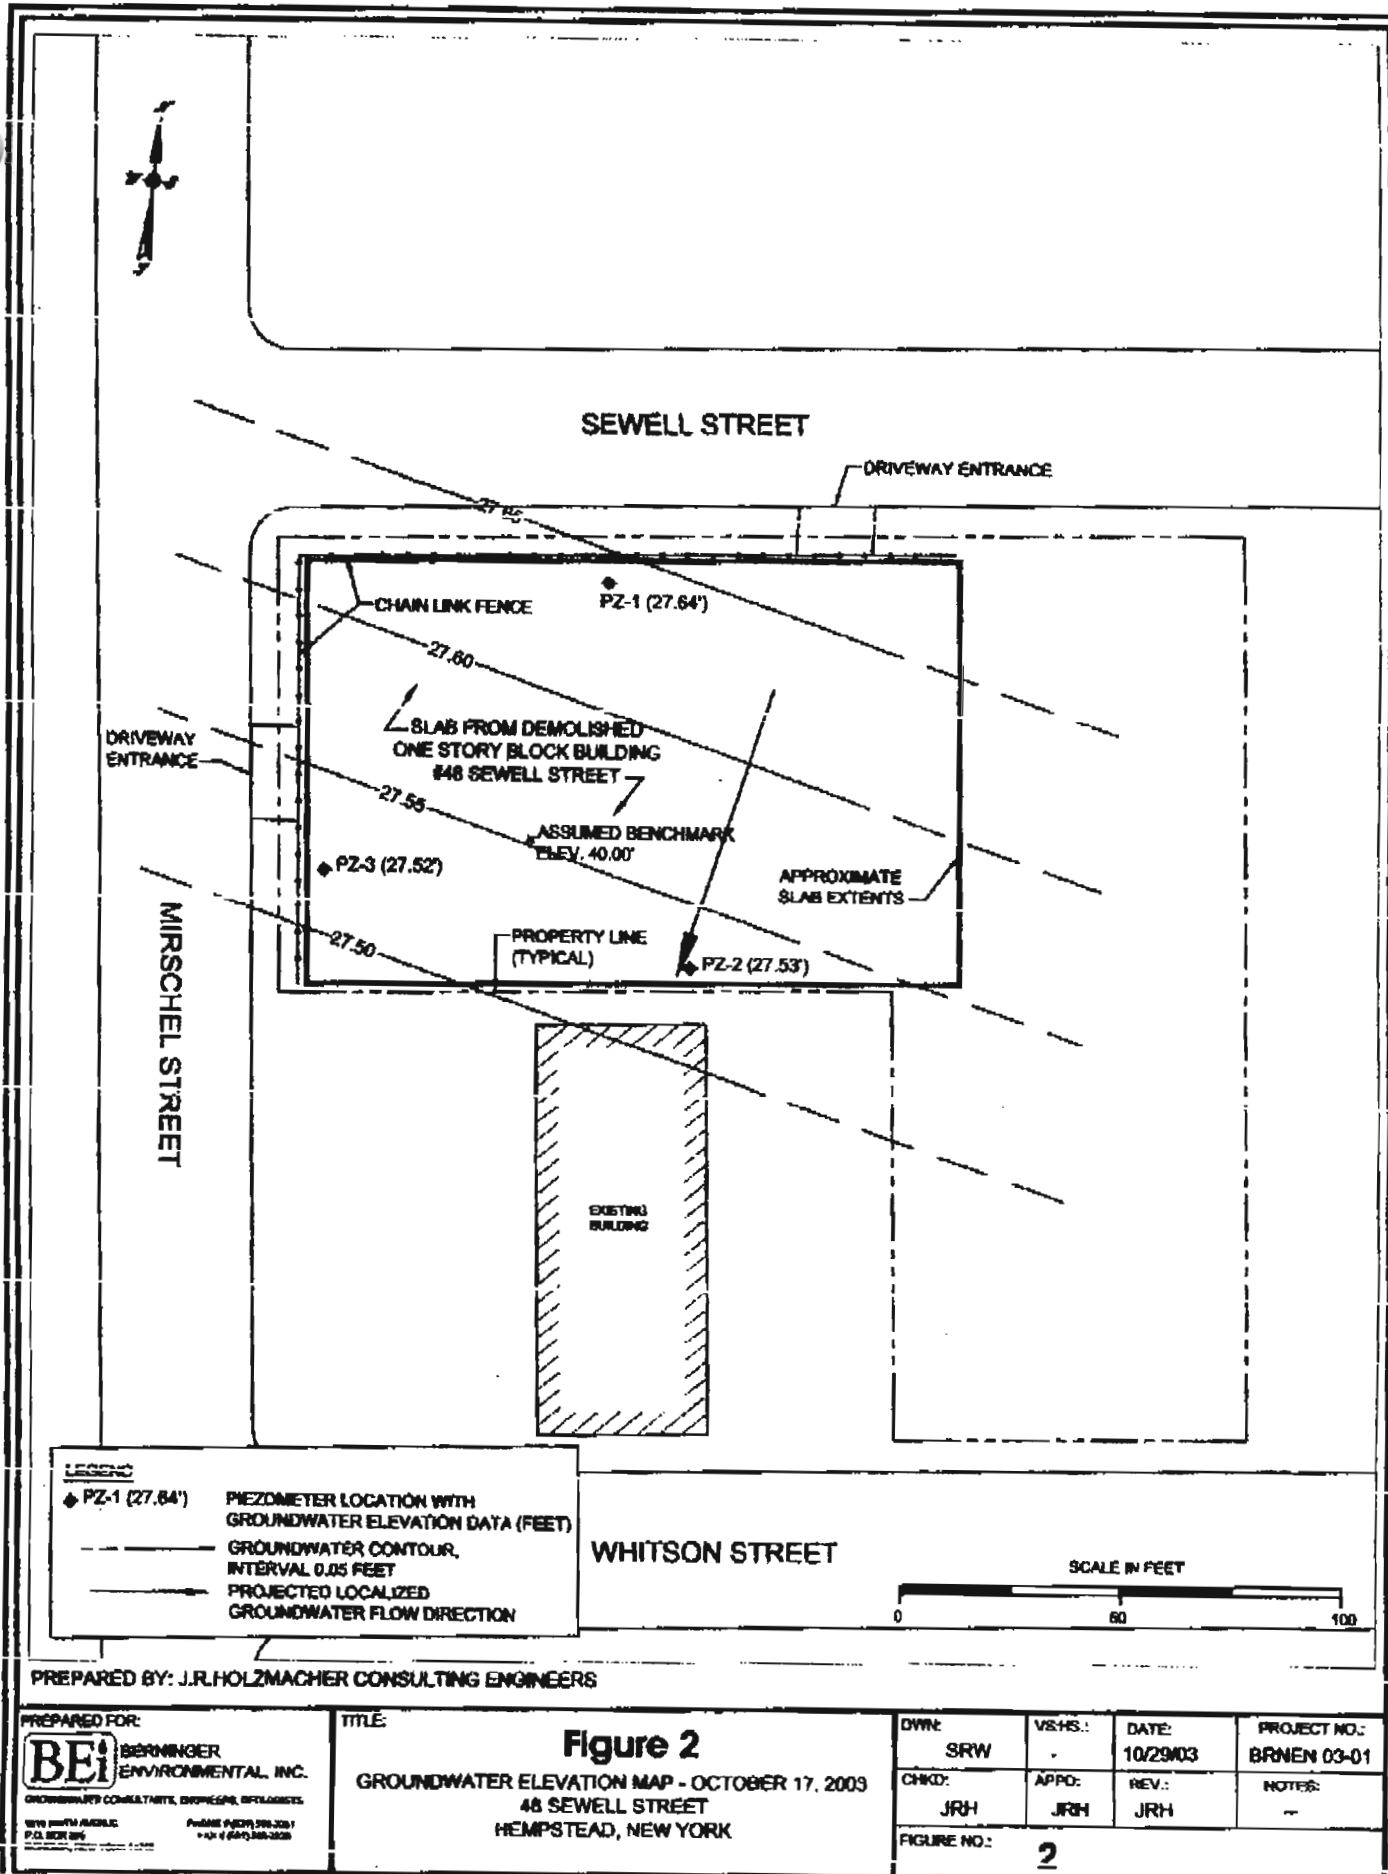 SEWELL STREET
DRIVEWAY ENTRANCE
CHAIN LINK FENCE
PZ-1 (27.64')
27.60
SLAB FROM DEMOLISHED
ONE STORY BLOCK BUILDING
#48 SEWELL STREET
DRIVEWAY
ENTRANCE
27.55
ASSUMED BENCHMARK
ELEV. 40.00'
PZ-3 (27.52')
APPROXIMATE
SLAB EXTENTS
MIRSCHEL STREET
27.50
PROPERTY LINE
(TYPICAL)
PZ-2 (27.53')
EXISTING
BUILDING
LEGEND
PZ-1 (27.64')
PIEZOMETER LOCATION WITH
GROUNDWATER ELEVATION DATA (FEET)
GROUNDWATER CONTOUR,
INTERVAL 0.05 FEET
PROJECTED LOCALIZED
GROUNDWATER FLOW DIRECTION
WHITSON STREET
SCALE IN FEET
0 50 100
PREPARED BY: J.R.HOLZMACHER CONSULTING ENGINEERS
PREPARED FOR:
BEi BERNINGER
ENVIRONMENTAL, INC.
GROUNDWATER CONSULTANTS, ENGINEERS, GEOLOGISTS
TITLE:
Figure 2
GROUNDWATER ELEVATION MAP - OCTOBER 17, 2003
48 SEWELL STREET
HEMPSTEAD, NEW YORK
DWN:
SRW
DATE:
10/29/03
PROJECT NO.:
BRNEN 03-01
CHKD:
JRH
APPD:
JRH
REV.:
JRH
NOTES:
--
FIGURE NO.:
2